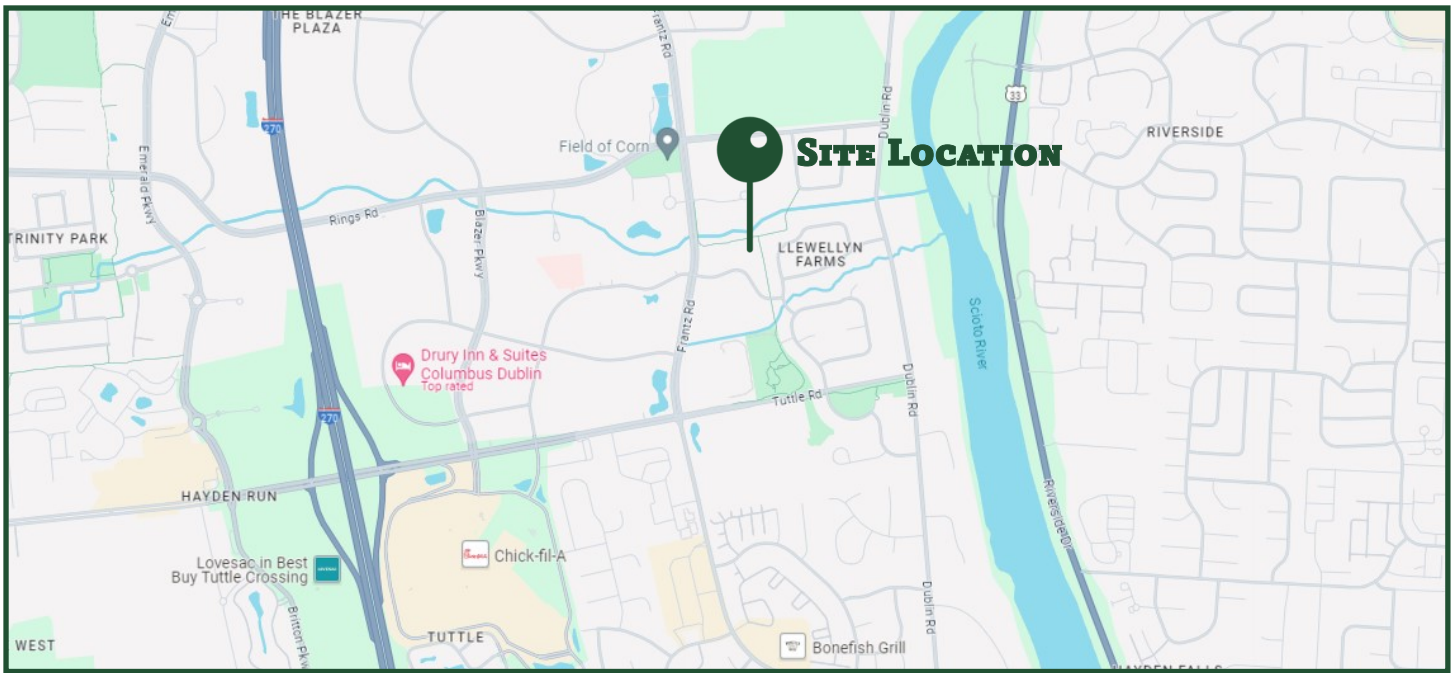 THE BLAZER
PLAZA
Frantz Rd
33
270
Emerald Pkwy
Field of Corn
Dublin Rd
SITE LOCATION
RIVERSIDE
Rings Rd
Blazer Pkwy
TRINITY PARK
LLEWELLYN
FARMS
Frantz Rd
Scioto River
Drury Inn & Suites
Columbus Dublin
Top rated
270
Tuttle Rd
Dublin Rd
HAYDEN RUN
Riverside Dr
Chick-fil-A
Lovesac in Best
Buy Tuttle Crossing
Britton Pkwy
Dublin Rd
WEST
TUTTLE
Bonefish Grill
HAYDEN FALLS